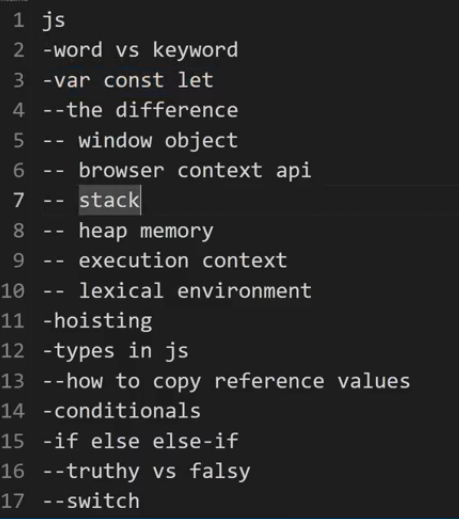 1 js
2 -word vs keyword
3 -var const let
4 --the difference
5 -- window object
6 -- browser context api
7 -- stack
8 -- heap memory
9 -- execution context
10 -- lexical environment
11 -hoisting
12 -types in js
13 --how to copy reference values
14 -conditionals
15 -if else else-if
16 --truthy vs falsy
17 --switch